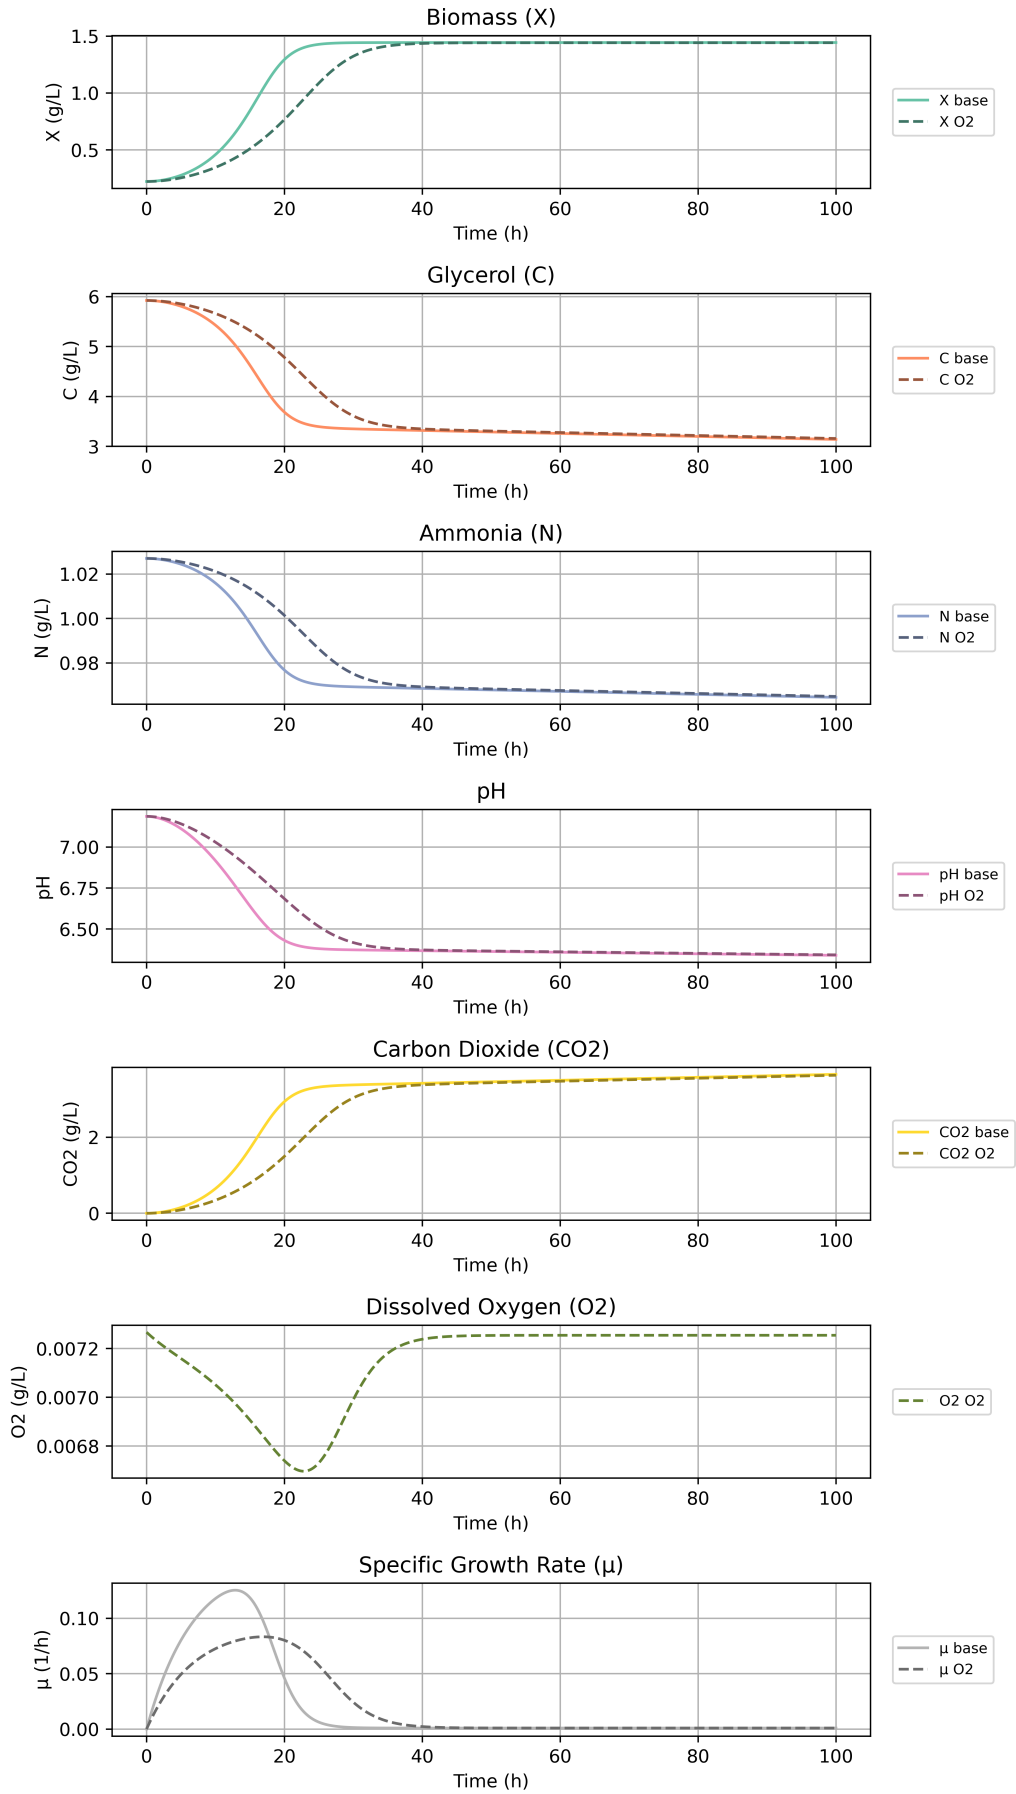 Biomass (X)
1.5
1.0
0.5
X (g/L)
0 20 40 60 80 100
Time (h)
X base
X O2
Glycerol (C)
6
5
4
3
C (g/L)
0 20 40 60 80 100
Time (h)
C base
C O2
Ammonia (N)
1.02
1.00
0.98
N (g/L)
0 20 40 60 80 100
Time (h)
N base
N O2
pH
7.00
6.75
6.50
pH
0 20 40 60 80 100
Time (h)
pH base
pH O2
Carbon Dioxide (CO2)
2
0
CO2 (g/L)
0 20 40 60 80 100
Time (h)
CO2 base
CO2 O2
Dissolved Oxygen (O2)
0.0072
0.0070
0.0068
O2 (g/L)
0 20 40 60 80 100
Time (h)
O2 O2
Specific Growth Rate (μ)
0.10
0.05
0.00
μ (1/h)
0 20 40 60 80 100
Time (h)
μ base
μ O2